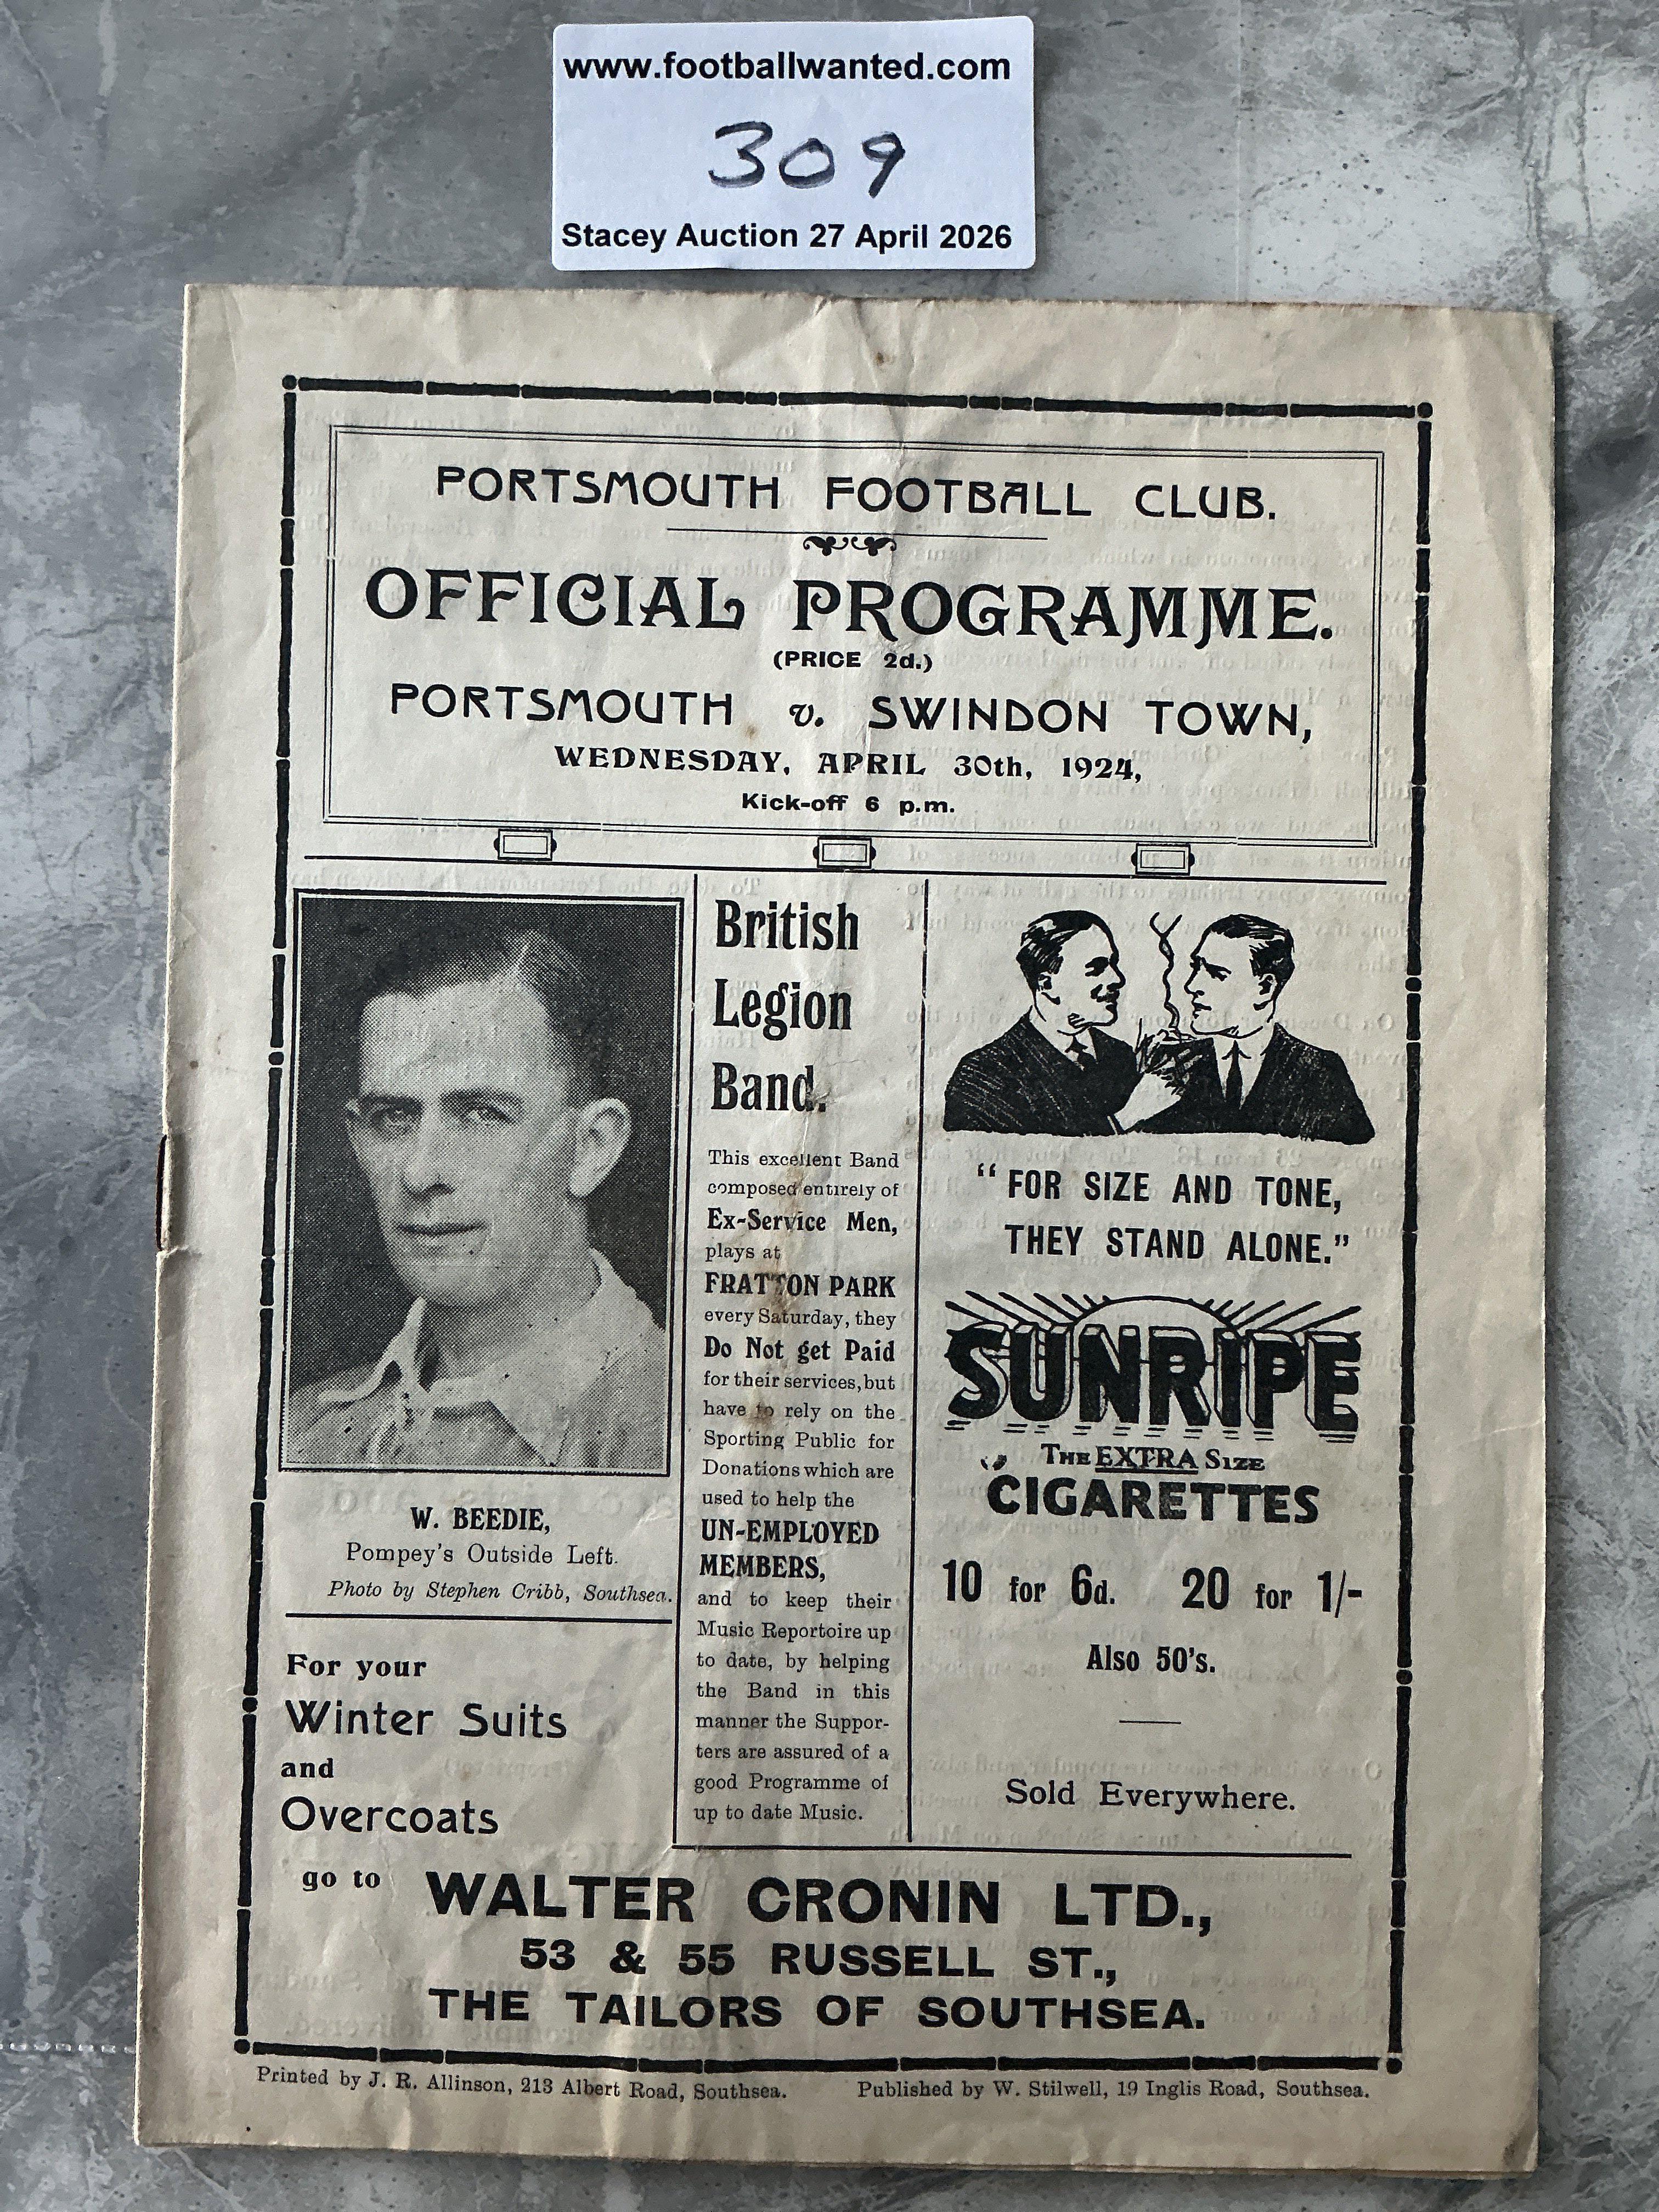 www.footballwanted.com
309
Stacey Auction 27 April 2026
PORTSMOUTH FOOTBALL CLUB.
OFFICIAL PROGRAMME.
(PRICE 2d.)
PORTSMOUTH v. SWINDON TOWN,
WEDNESDAY, APRIL 30th, 1924,
Kick-off 6 p.m.
W. BEEDIE,
Pompey's Outside Left.
Photo by Stephen Cribb, Southsea.
British
Legion
Band.
This excellent Band
composed entirely of
Ex-Service Men,
plays at
FRATTON PARK
every Saturday, they
Do Not get Paid
for their services, but
have to rely on the
Sporting Public for
Donations which are
used to help the
UN-EMPLOYED
MEMBERS,
and to keep their
Music Reportoire up
to date, by helping
the Band in this
manner the Suppor-
ters are assured of a
good Programme of
up to date Music.
"FOR SIZE AND TONE,
THEY STAND ALONE."
SUNRIPE
THE EXTRA SIZE
CIGARETTES
10 for 6d. 20 for 1/-
Also 50's.
Sold Everywhere.
For your
Winter Suits
and
Overcoats
go to WALTER CRONIN LTD.,
53 & 55 RUSSELL ST.,
THE TAILORS OF SOUTHSEA.
Printed by J. R. Allinson, 213 Albert Road, Southsea. Published by W. Stilwell, 19 Inglis Road, Southsea.